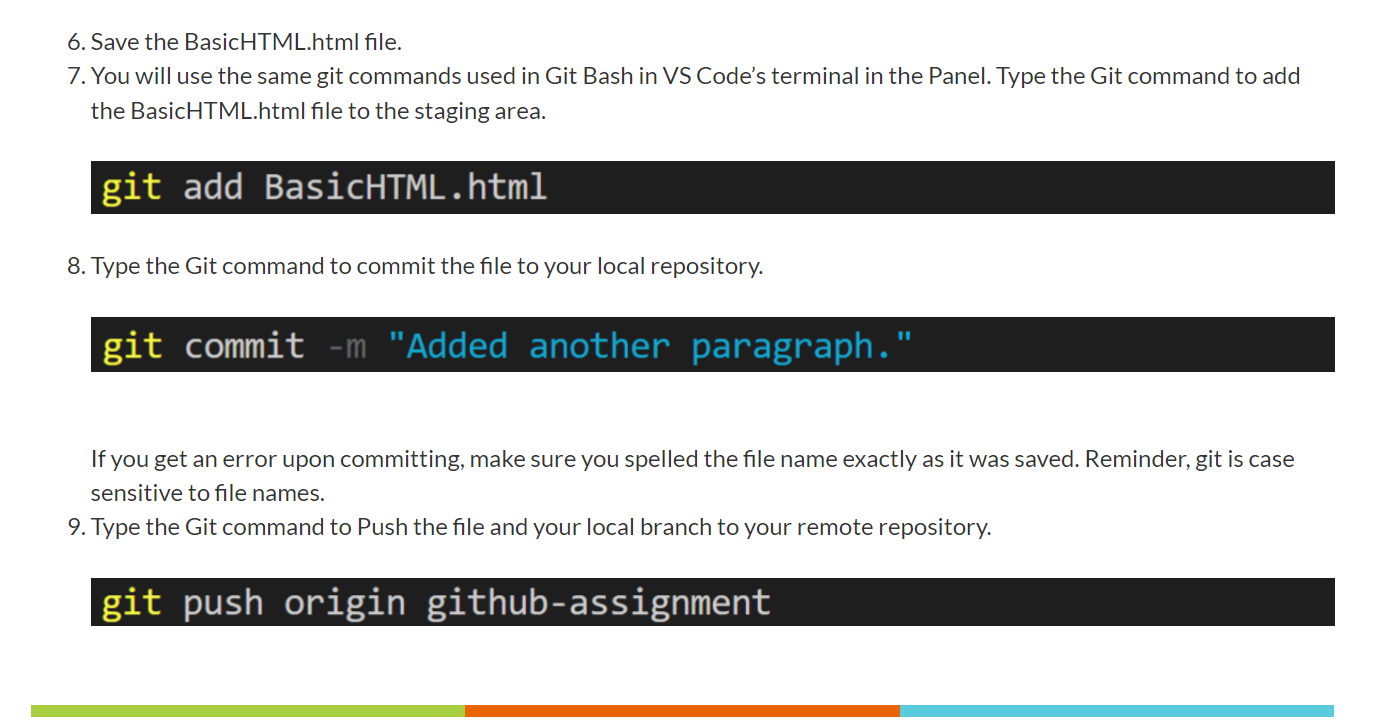 6. Save the BasicHTML.html file.
7. You will use the same git commands used in Git Bash in VS Code’s terminal in the Panel. Type the Git command to add
the BasicHTML.html file to the staging area.
git add BasicHTML.html
8. Type the Git command to commit the file to your local repository.
git commit -m "Added another paragraph."
If you get an error upon committing, make sure you spelled the file name exactly as it was saved. Reminder, git is case
sensitive to file names.
9. Type the Git command to Push the file and your local branch to your remote repository.
git push origin github-assignment